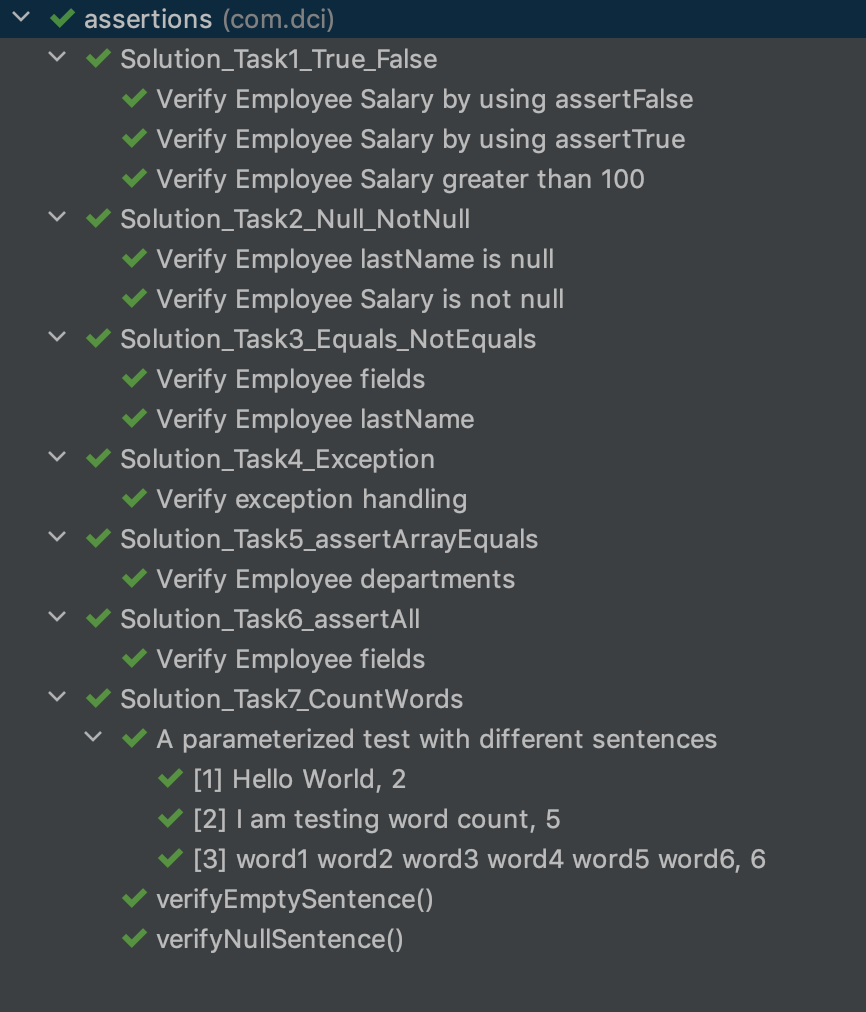 assertions (com.dci)
Solution_Task1_True_False
Verify Employee Salary by using assertFalse
Verify Employee Salary by using assertTrue
Verify Employee Salary greater than 100
Solution_Task2_Null_NotNull
Verify Employee lastName is null
Verify Employee Salary is not null
Solution_Task3_Equals_NotEquals
Verify Employee fields
Verify Employee lastName
Solution_Task4_Exception
Verify exception handling
Solution_Task5_assertArrayEquals
Verify Employee departments
Solution_Task6_assertAll
Verify Employee fields
Solution_Task7_CountWords
A parameterized test with different sentences
[1] Hello World, 2
[2] I am testing word count, 5
[3] word1 word2 word3 word4 word5 word6, 6
verifyEmptySentence()
verifyNullSentence()